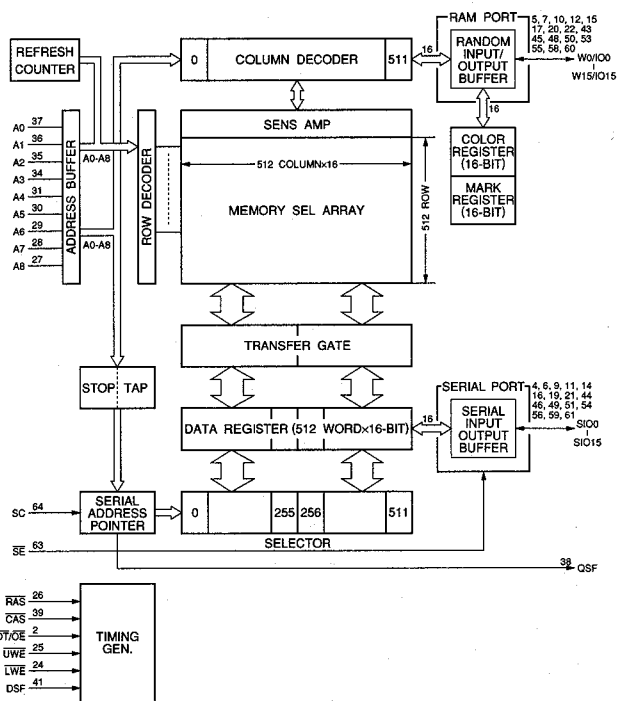 REFRESH
COUNTER
0
COLUMN DECODER
511
16
RAM PORT
RANDOM
INPUT/
OUTPUT
BUFFER
5, 7, 10, 12, 15
17, 20, 22, 43
45, 48, 50, 53
55, 58, 60
W0/IO0
W15/IO15
16
COLOR
REGISTER
(16-BIT)
MARK
REGISTER
(16-BIT)
SENS AMP
512 COLUMN×16
MEMORY SEL ARRAY
512 ROW
ROW DECODER
ADDRESS BUFFER
A0-A8
A0-A8
A0 37
A1 36
A2 35
A3 34
A4 31
A5 30
A6 29
A7 28
A8 27
TRANSFER GATE
STOP TAP
DATA REGISTER (512 WORD×16-BIT)
16
SERIAL PORT
SERIAL
INPUT
OUTPUT
BUFFER
4, 6, 9, 11, 14
16, 19, 21, 44
46, 49, 51, 54
56, 59, 61
SIO0
SIO15
SC 64
SERIAL
ADDRESS
POINTER
0
255
256
511
SELECTOR
SE 63
38 QSF
RAS 26
CAS 39
DT/OE 2
UWE 25
LWE 24
DSF 41
TIMING
GEN.